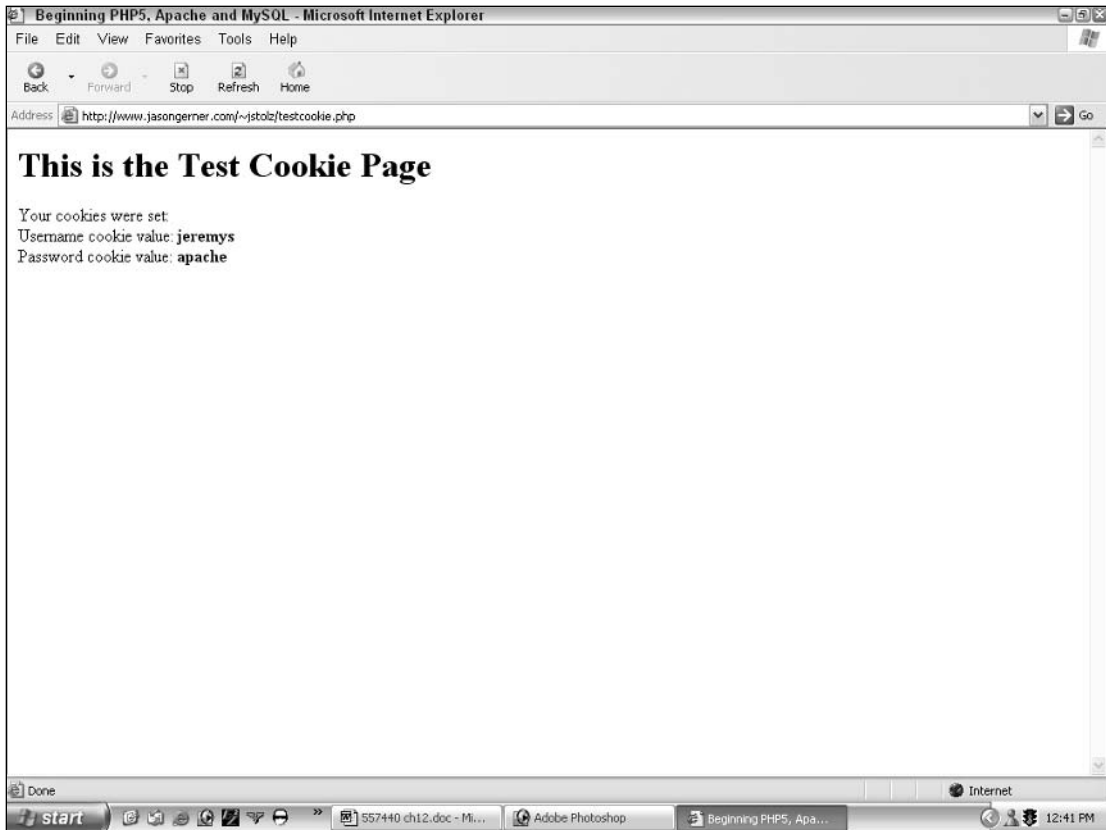 Beginning PHP5, Apache and MySQL - Microsoft Internet Explorer
File Edit View Favorites Tools Help
Back Forward Stop Refresh Home
Address http://www.jasongerner.com/~jstolz/testcookie.php Go
This is the Test Cookie Page
Your cookies were set:
Username cookie value: jeremys
Password cookie value: apache
Done Internet
start » 557440 ch12.doc - Mi... Adobe Photoshop Beginning PHP5, Apa... 12:41 PM